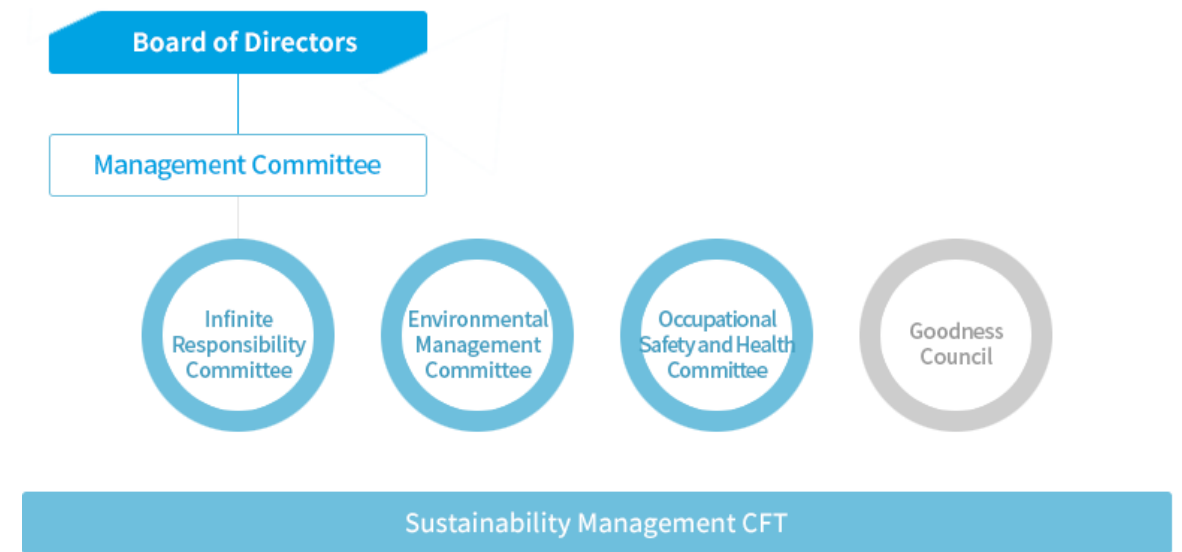 Board of Directors
Management Committee
Infinite
Responsibility
Committee
Environmental
Management
Committee
Occupational
Safety and Health
Committee
Goodness
Council
Sustainability Management CFT